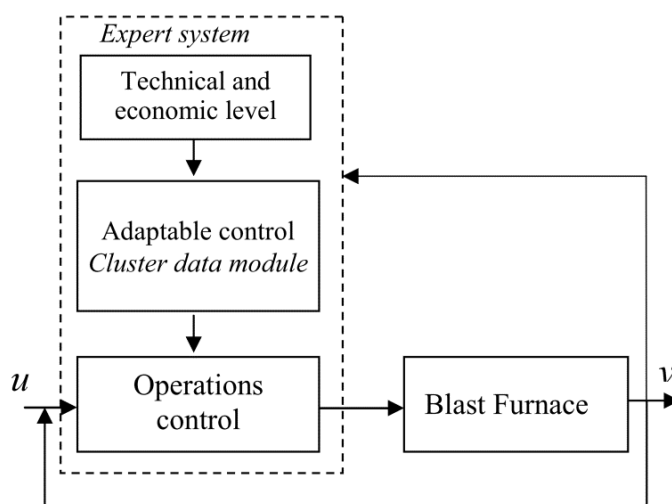 Expert system
Technical and
economic level
Adaptable control
Cluster data module
u
Operations
control
Blast Furnace
v